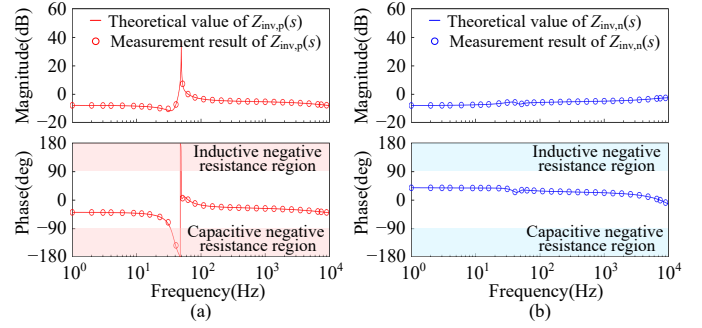 60
40
20
0
−20
Magnitude(dB)
Theoretical value of Zinv,p(s)
Measurement result of Zinv,p(s)
180
90
0
−90
−180
Phase(deg)
Inductive negative
resistance region
Capacitive negative
resistance region
10^0 10^1 10^2 10^3 10^4
Frequency(Hz)
(a)
60
40
20
0
−20
Magnitude(dB)
Theoretical value of Zinv,n(s)
Measurement result of Zinv,n(s)
180
90
0
−90
−180
Phase(deg)
Inductive negative
resistance region
Capacitive negative
resistance region
10^0 10^1 10^2 10^3 10^4
Frequency(Hz)
(b)